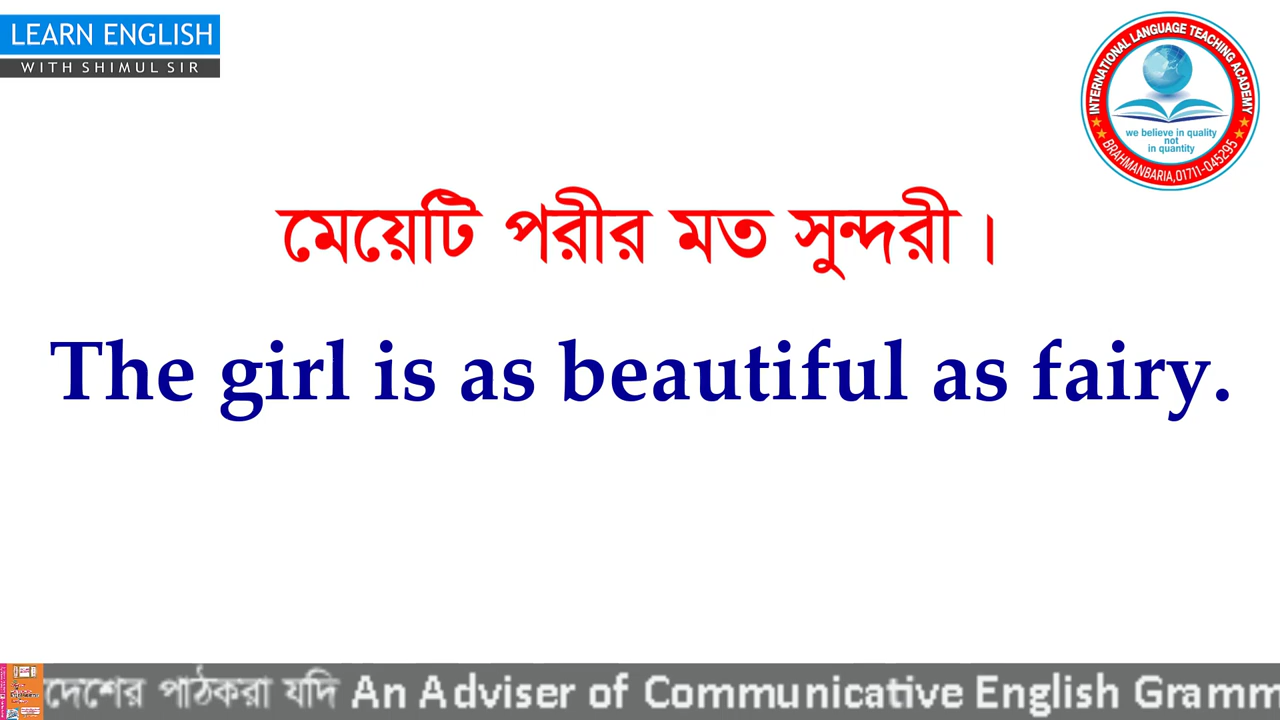 LEARN ENGLISH
WITH SHIMUL SIR
INTERNATIONAL LANGUAGE TEACHING ACADEMY
we believe in quality
not
in quantity
BRAHMANBARIA,01711-045295
মেয়েটি পরীর মত সুন্দরী।
The girl is as beautiful as fairy.
দেশের পাঠকরা যদি An Adviser of Communicative English Gramm